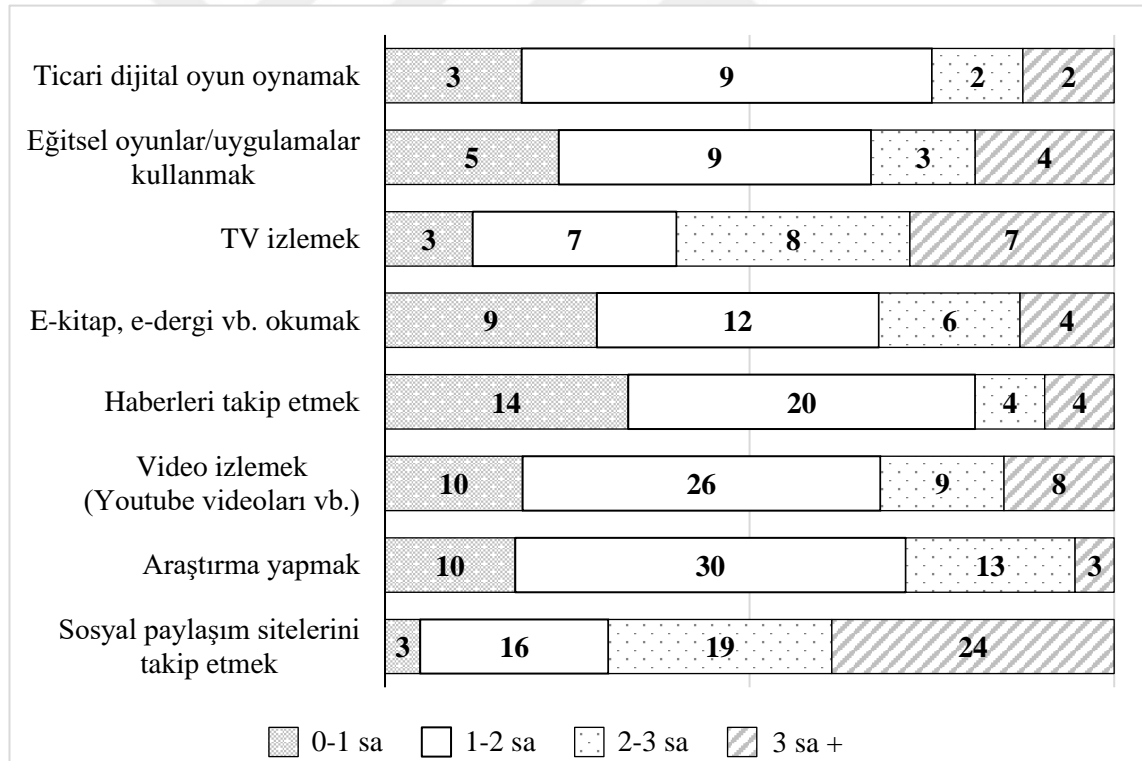 Ticari dijital oyun oynamak
3 9 2 2
Eğitsel oyunlar/uygulamalar
kullanmak
5 9 3 4
TV izlemek
3 7 8 7
E-kitap, e-dergi vb. okumak
9 12 6 4
Haberleri takip etmek
14 20 4 4
Video izlemek
(Youtube videoları vb.)
10 26 9 8
Araştırma yapmak
10 30 13 3
Sosyal paylaşım sitelerini
takip etmek
3 16 19 24
0-1 sa 1-2 sa 2-3 sa 3 sa +